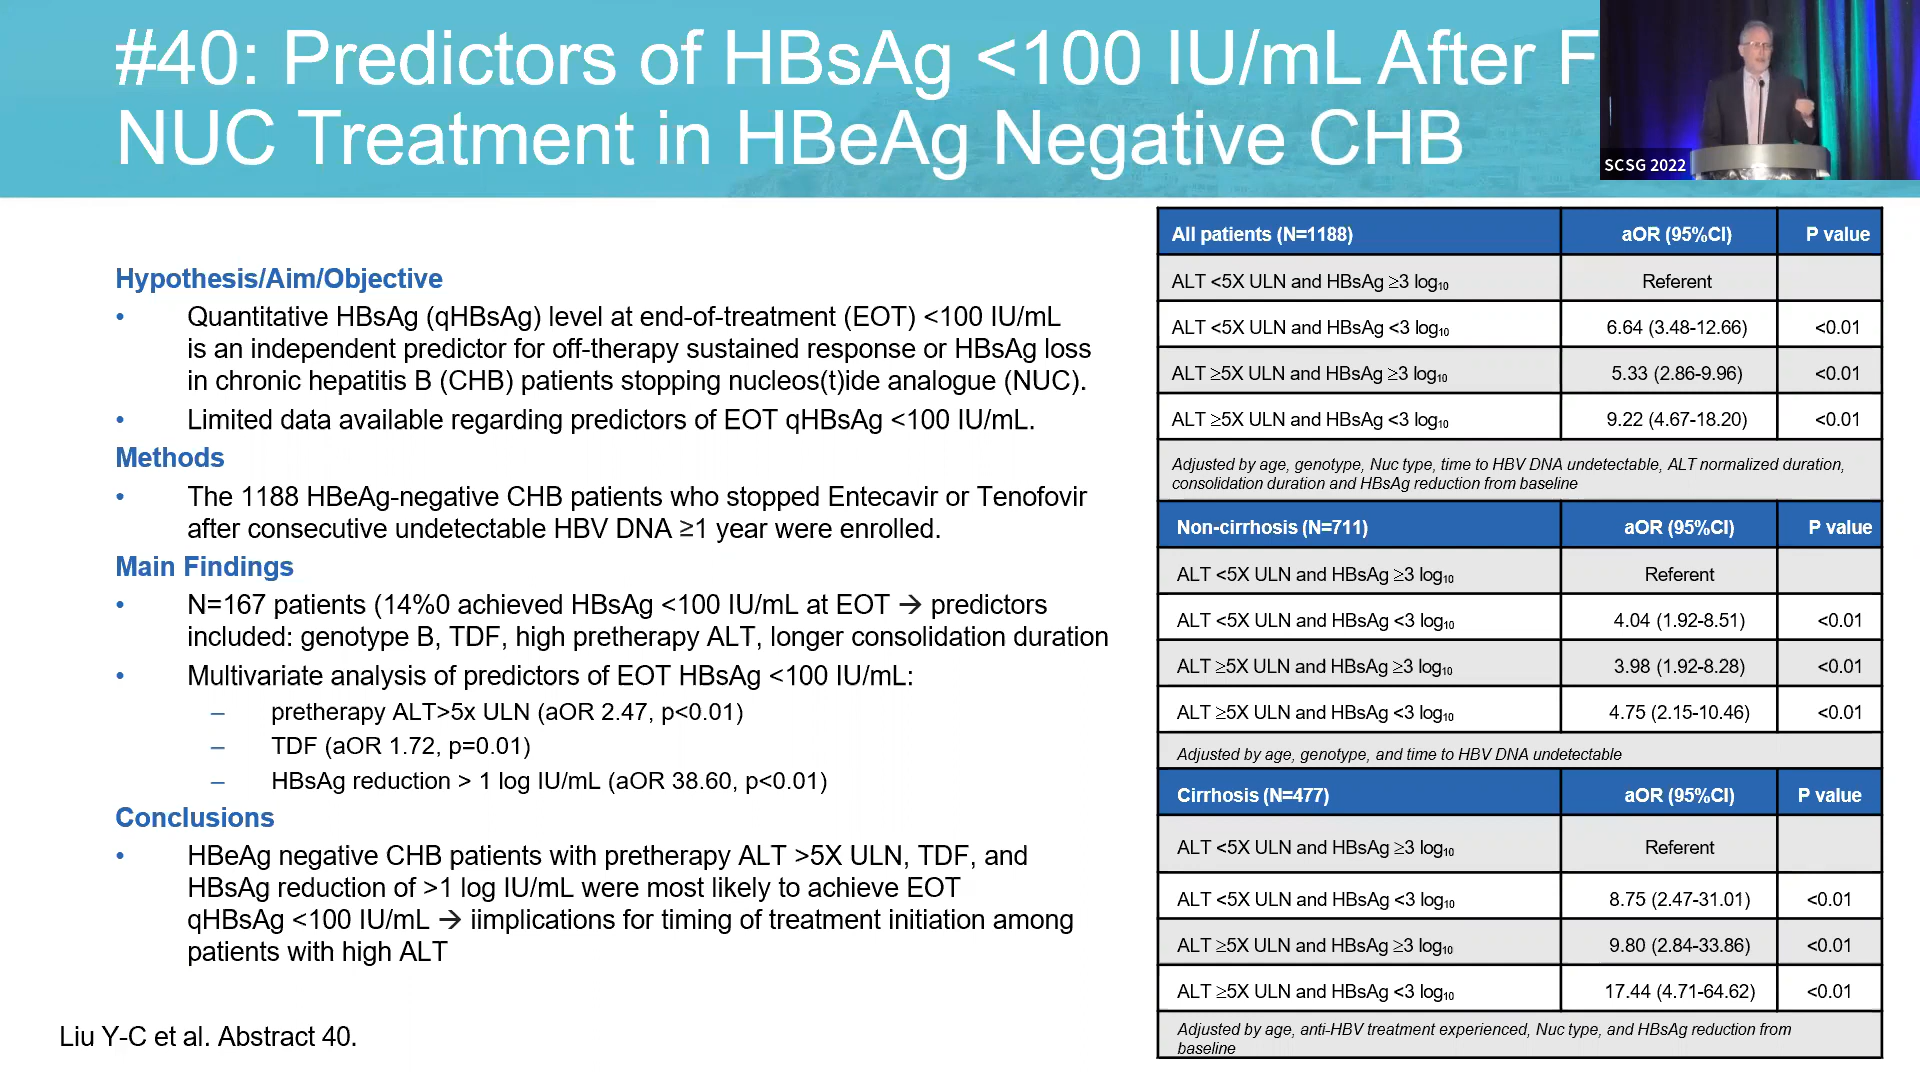 #40: Predictors of HBsAg <100 IU/mL After F
NUC Treatment in HBeAg Negative CHB
SCSG 2022
Hypothesis/Aim/Objective
• Quantitative HBsAg (qHBsAg) level at end-of-treatment (EOT) <100 IU/mL
is an independent predictor for off-therapy sustained response or HBsAg loss
in chronic hepatitis B (CHB) patients stopping nucleos(t)ide analogue (NUC).
• Limited data available regarding predictors of EOT qHBsAg <100 IU/mL.
Methods
• The 1188 HBeAg-negative CHB patients who stopped Entecavir or Tenofovir
after consecutive undetectable HBV DNA ≥1 year were enrolled.
Main Findings
• N=167 patients (14%0 achieved HBsAg <100 IU/mL at EOT → predictors
included: genotype B, TDF, high pretherapy ALT, longer consolidation duration
• Multivariate analysis of predictors of EOT HBsAg <100 IU/mL:
– pretherapy ALT>5x ULN (aOR 2.47, p<0.01)
– TDF (aOR 1.72, p=0.01)
– HBsAg reduction > 1 log IU/mL (aOR 38.60, p<0.01)
Conclusions
• HBeAg negative CHB patients with pretherapy ALT >5X ULN, TDF, and
HBsAg reduction of >1 log IU/mL were most likely to achieve EOT
qHBsAg <100 IU/mL → iimplications for timing of treatment initiation among
patients with high ALT
Liu Y-C et al. Abstract 40.
All patients (N=1188) aOR (95%CI) P value
ALT <5X ULN and HBsAg ≥3 log10 Referent
ALT <5X ULN and HBsAg <3 log10 6.64 (3.48-12.66) <0.01
ALT ≥5X ULN and HBsAg ≥3 log10 5.33 (2.86-9.96) <0.01
ALT ≥5X ULN and HBsAg <3 log10 9.22 (4.67-18.20) <0.01
Adjusted by age, genotype, Nuc type, time to HBV DNA undetectable, ALT normalized duration,
consolidation duration and HBsAg reduction from baseline
Non-cirrhosis (N=711) aOR (95%CI) P value
ALT <5X ULN and HBsAg ≥3 log10 Referent
ALT <5X ULN and HBsAg <3 log10 4.04 (1.92-8.51) <0.01
ALT ≥5X ULN and HBsAg ≥3 log10 3.98 (1.92-8.28) <0.01
ALT ≥5X ULN and HBsAg <3 log10 4.75 (2.15-10.46) <0.01
Adjusted by age, genotype, and time to HBV DNA undetectable
Cirrhosis (N=477) aOR (95%CI) P value
ALT <5X ULN and HBsAg ≥3 log10 Referent
ALT <5X ULN and HBsAg <3 log10 8.75 (2.47-31.01) <0.01
ALT ≥5X ULN and HBsAg ≥3 log10 9.80 (2.84-33.86) <0.01
ALT ≥5X ULN and HBsAg <3 log10 17.44 (4.71-64.62) <0.01
Adjusted by age, anti-HBV treatment experienced, Nuc type, and HBsAg reduction from
baseline